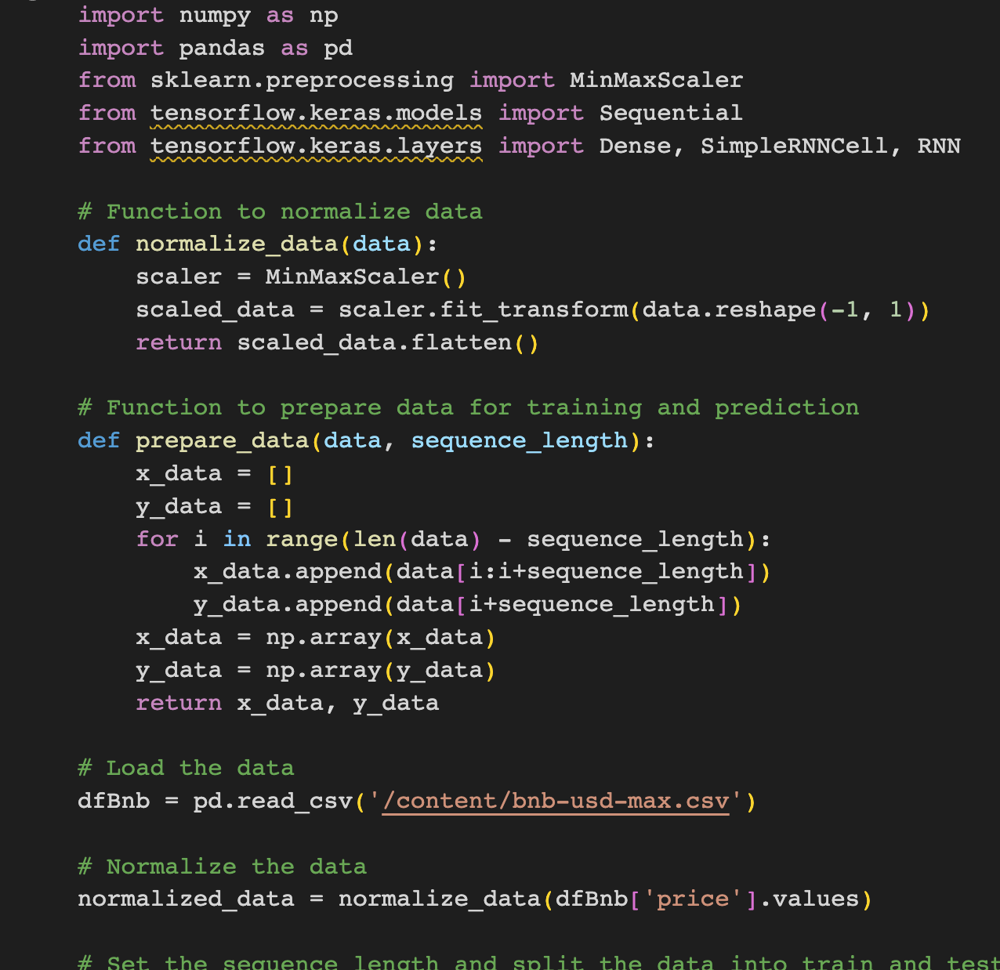 import numpy as np
import pandas as pd
from sklearn.preprocessing import MinMaxScaler
from tensorflow.keras.models import Sequential
from tensorflow.keras.layers import Dense, SimpleRNNCell, RNN

# Function to normalize data
def normalize_data(data):
    scaler = MinMaxScaler()
    scaled_data = scaler.fit_transform(data.reshape(-1, 1))
    return scaled_data.flatten()

# Function to prepare data for training and prediction
def prepare_data(data, sequence_length):
    x_data = []
    y_data = []
    for i in range(len(data) - sequence_length):
        x_data.append(data[i:i+sequence_length])
        y_data.append(data[i+sequence_length])
    x_data = np.array(x_data)
    y_data = np.array(y_data)
    return x_data, y_data

# Load the data
dfBnb = pd.read_csv('/content/bnb-usd-max.csv')

# Normalize the data
normalized_data = normalize_data(dfBnb['price'].values)

# Set the sequence length and split the data into train and test